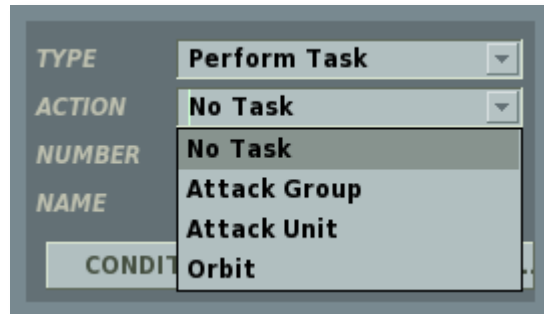 TYPE Perform Task
ACTION No Task
No Task
NUMBER
Attack Group
NAME
Attack Unit
CONDIT
Orbit
..